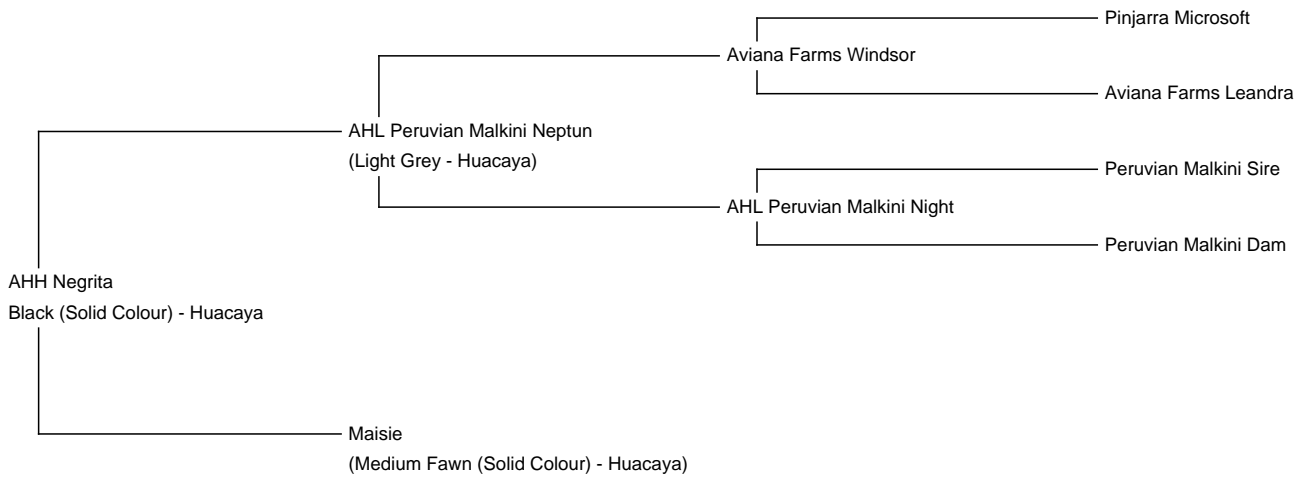 Pinjarra Microsoft
Aviana Farms Windsor
Aviana Farms Leandra
AHL Peruvian Malkini Neptun
(Light Grey - Huacaya)
Peruvian Malkini Sire
AHL Peruvian Malkini Night
Peruvian Malkini Dam
AHH Negrita
Black (Solid Colour) - Huacaya
Maisie
(Medium Fawn (Solid Colour) - Huacaya)